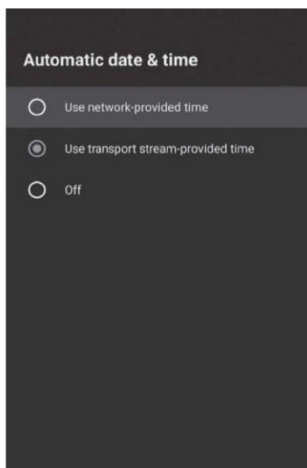 Automatic date & time
Use network-provided time
Use transport stream-provided time
Off